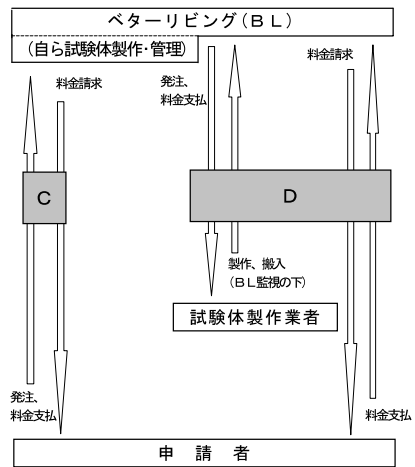 ベターリビング(BL)
(自ら試験体製作・管理)
料金請求
発注、
料金支払
料金請求
C
D
製作、搬入
(BL監視の下)
試験体製作業者
発注、
料金支払
料金支払
申請者